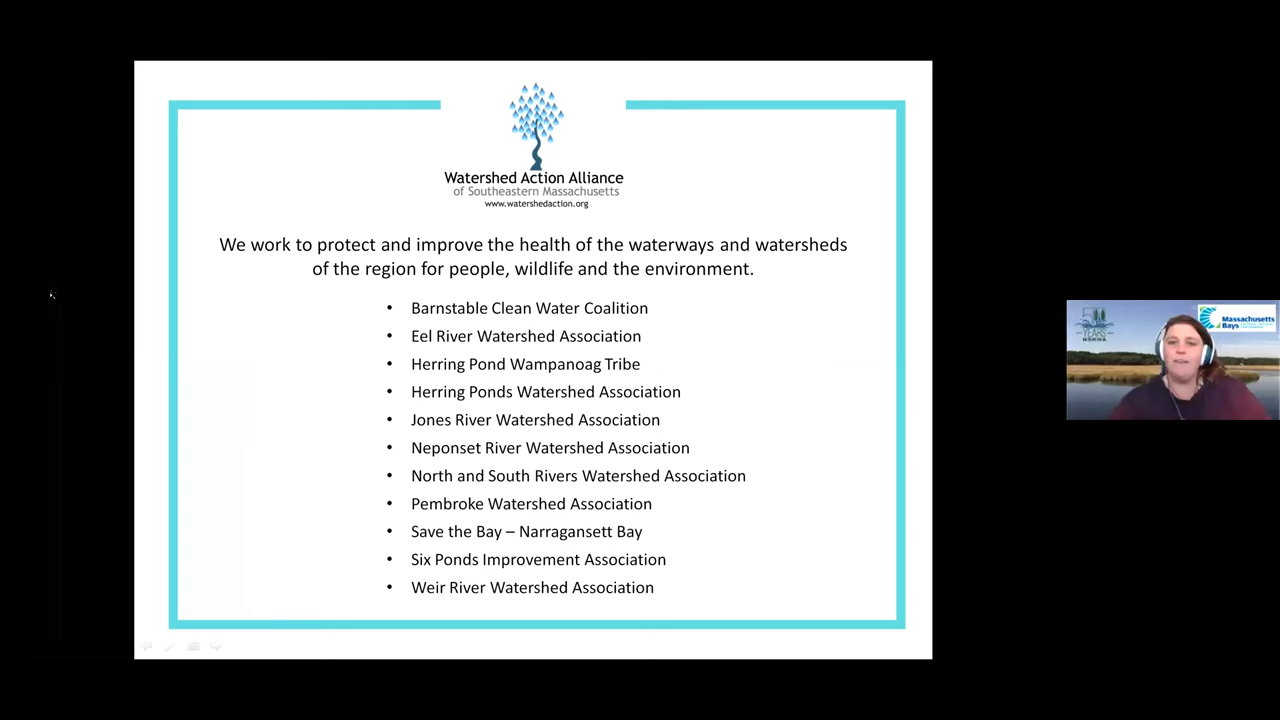 Watershed Action Alliance
of Southeastern Massachusetts
www.watershedaction.org
We work to protect and improve the health of the waterways and watersheds
of the region for people, wildlife and the environment.
• Barnstable Clean Water Coalition
• Eel River Watershed Association
• Herring Pond Wampanoag Tribe
• Herring Ponds Watershed Association
• Jones River Watershed Association
• Neponset River Watershed Association
• North and South Rivers Watershed Association
• Pembroke Watershed Association
• Save the Bay – Narragansett Bay
• Six Ponds Improvement Association
• Weir River Watershed Association
50
YEARS
NSRWA
Massachusetts
Bays